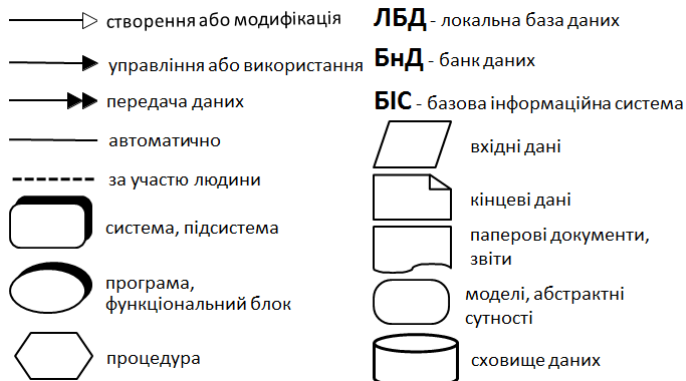 створення або модифікація
управління або використання
передача даних
автоматично
за участю людини
система, підсистема
програма,
функціональний блок
процедура
ЛБД - локальна база даних
БнД - банк даних
БІС - базова інформаційна система
вхідні дані
кінцеві дані
паперові документи,
звіти
моделі, абстрактні
сутності
сховище даних